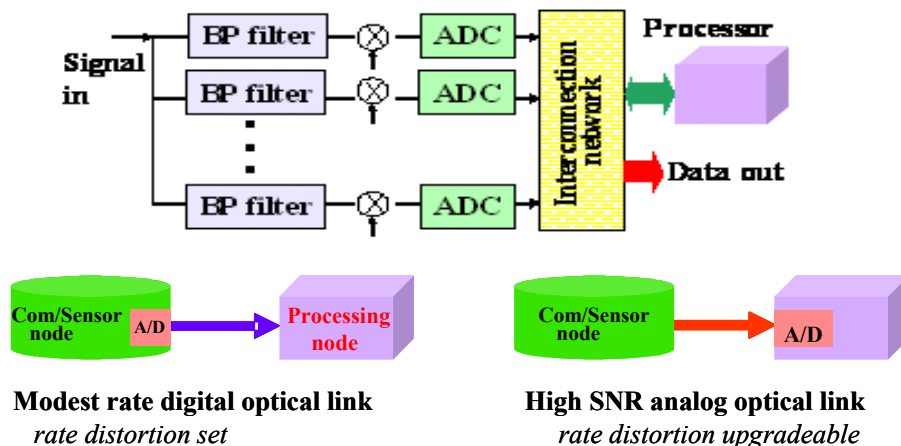 BP filter
ADC
Signal
in
BP filter
ADC
BP filter
ADC
Interconnection
network
Processor
Data out
Com/Sensor
node
A/D
Processing
node
Com/Sensor
node
A/D
Modest rate digital optical link
rate distortion set
High SNR analog optical link
rate distortion upgradeable